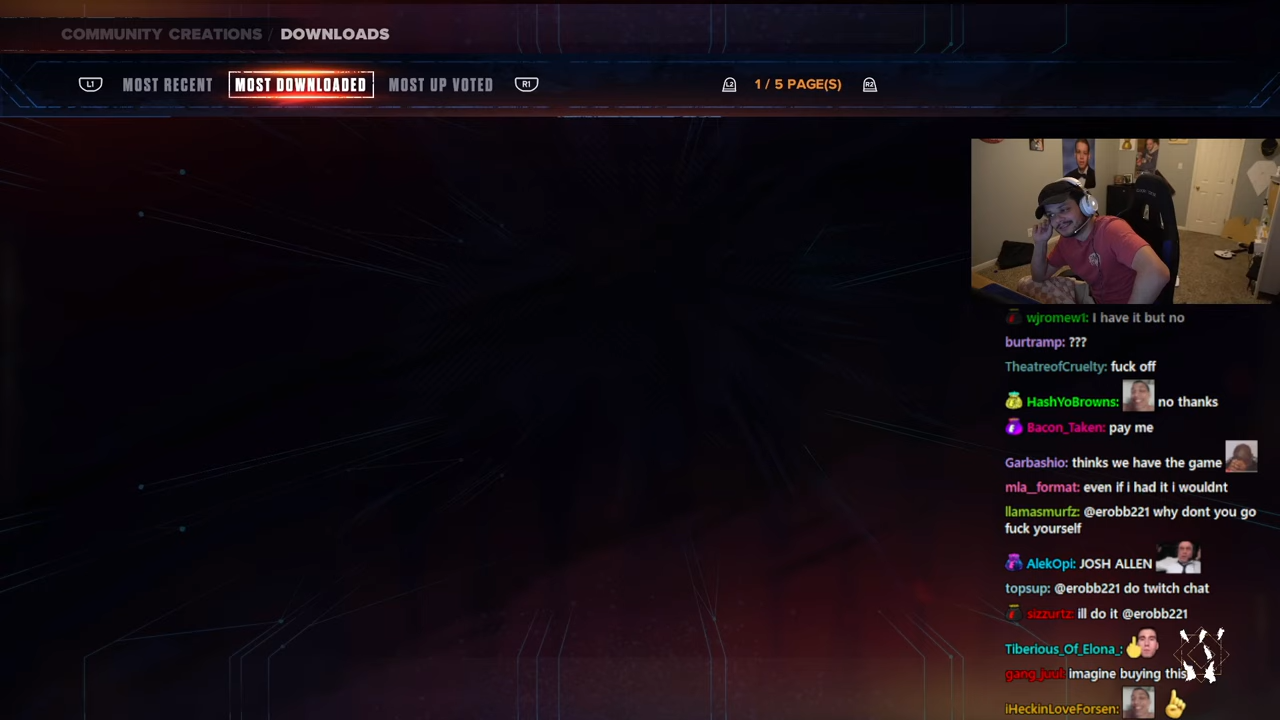 COMMUNITY CREATIONS / DOWNLOADS
L1 MOST RECENT MOST DOWNLOADED MOST UP VOTED R1 L2 1 / 5 PAGE(S) R2
wjromew1: I have it but no
burtramp: ???
TheatreofCruelty: fuck off
HashYoBrowns: no thanks
Bacon_Taken: pay me
Garbashio: thinks we have the game
mla__format: even if i had it i wouldnt
llamasmurfz: @erobb221 why dont you go
fuck yourself
AlekOpi: JOSH ALLEN
topsup: @erobb221 do twitch chat
sizzurtz: ill do it @erobb221
Tiberious_Of_Elona_:
gang_juul: imagine buying this
iHeckinLoveForsen: